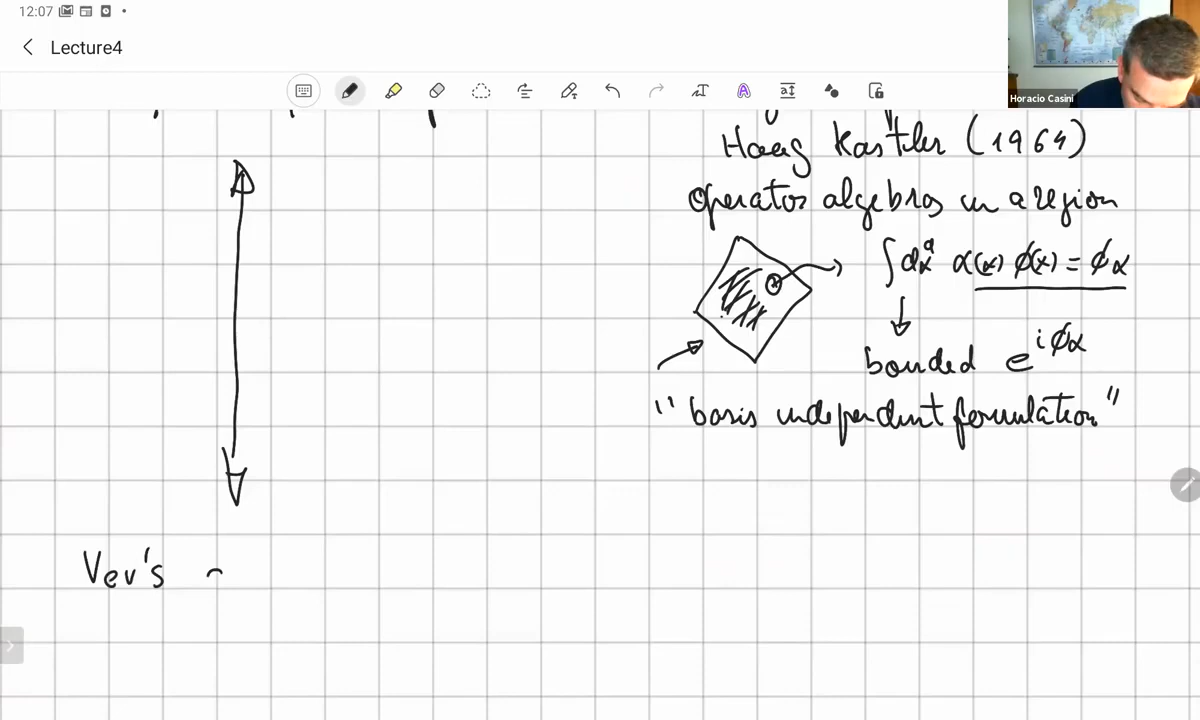 12:07
Lecture4
Horacio Casini
Haag Kastler (1964)
operator algebras in a region
∫ dx^d α(x) φ(x) = φ_α
bounded e^{iφ_α}
"basis independent formulation"
Vev's